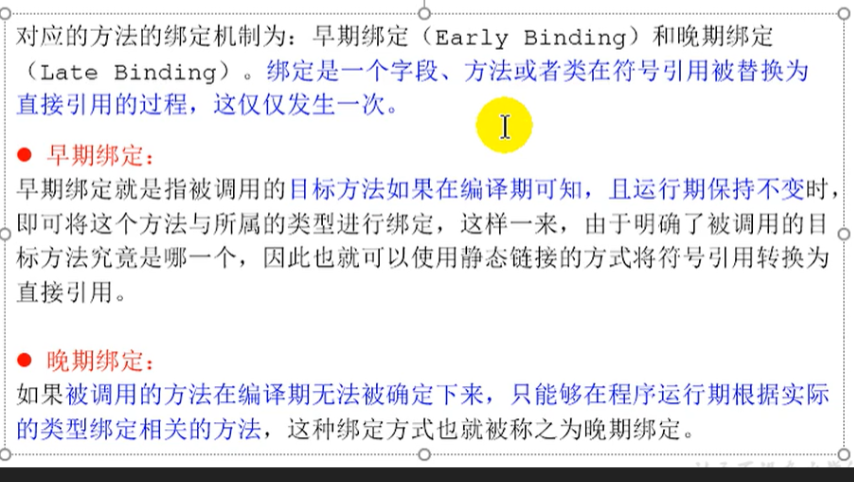 对应的方法的绑定机制为：早期绑定（Early Binding）和晚期绑定
（Late Binding）。绑定是一个字段、方法或者类在符号引用被替换为
直接引用的过程，这仅仅发生一次。
● 早期绑定：
早期绑定就是指被调用的目标方法如果在编译期可知，且运行期保持不变时，
即可将这个方法与所属的类型进行绑定，这样一来，由于明确了被调用的目
标方法究竟是哪一个，因此也就可以使用静态链接的方式将符号引用转换为
直接引用。
● 晚期绑定：
如果被调用的方法在编译期无法被确定下来，只能够在程序运行期根据实际
的类型绑定相关的方法，这种绑定方式也就被称之为晚期绑定。